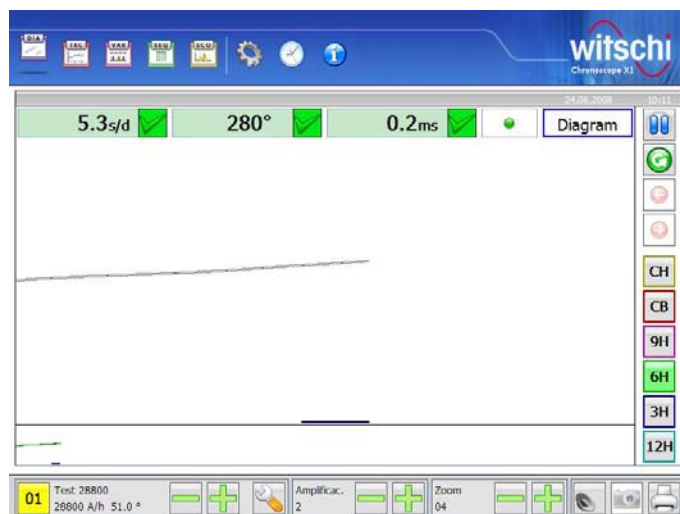 DIA TRC VAR SEQ SCO
witschi
Chronoscope X1
24.06.2008 10:11
5.3s/d 280° 0.2ms Diagram
CH
CB
9H
6H
3H
12H
01 Test 28800 Amplificac. Zoom
28800 A/h 51.0 ° 2 04